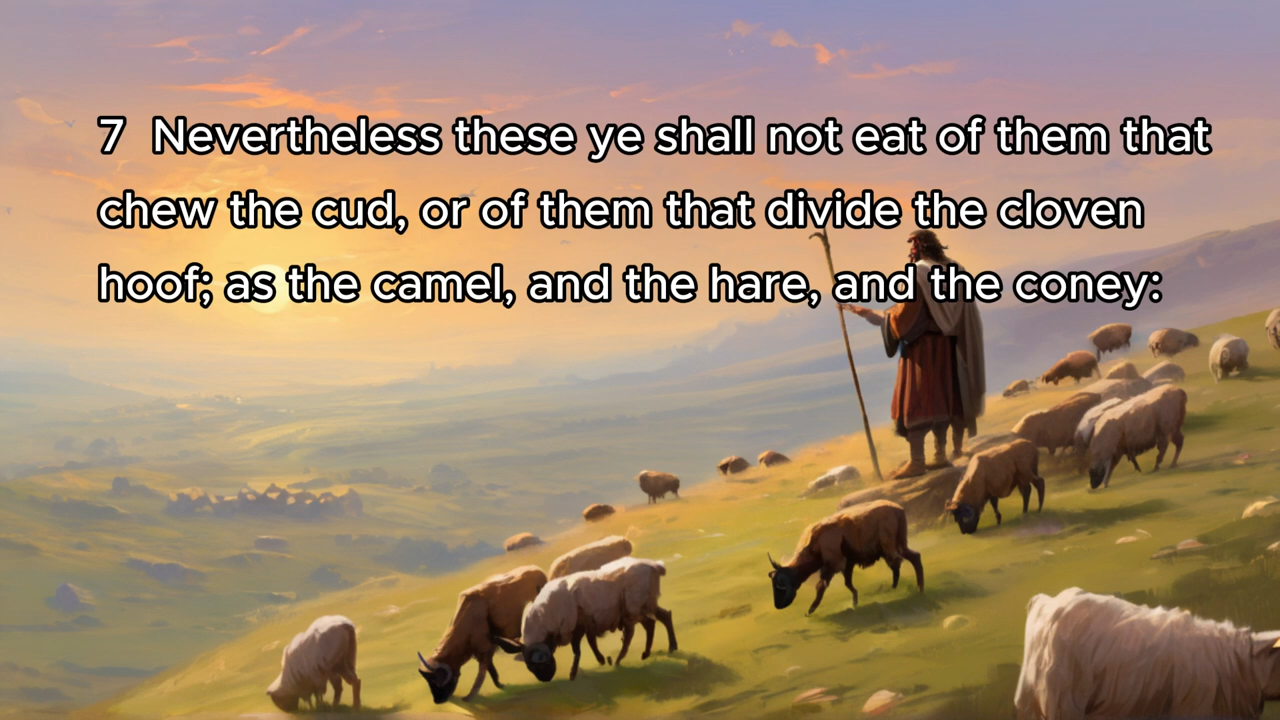 7 Nevertheless these ye shall not eat of them that
chew the cud, or of them that divide the cloven
hoof; as the camel, and the hare, and the coney: